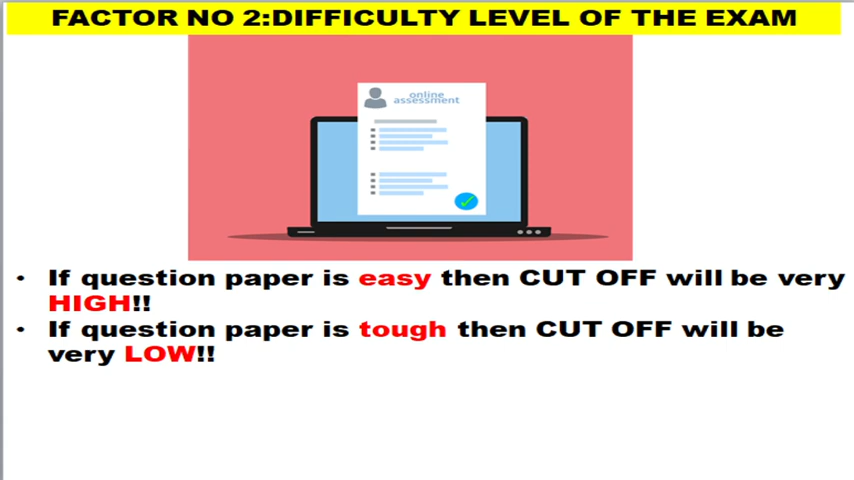 FACTOR NO 2:DIFFICULTY LEVEL OF THE EXAM
online
assessment
• If question paper is easy then CUT OFF will be very
HIGH!!
• If question paper is tough then CUT OFF will be
very LOW!!